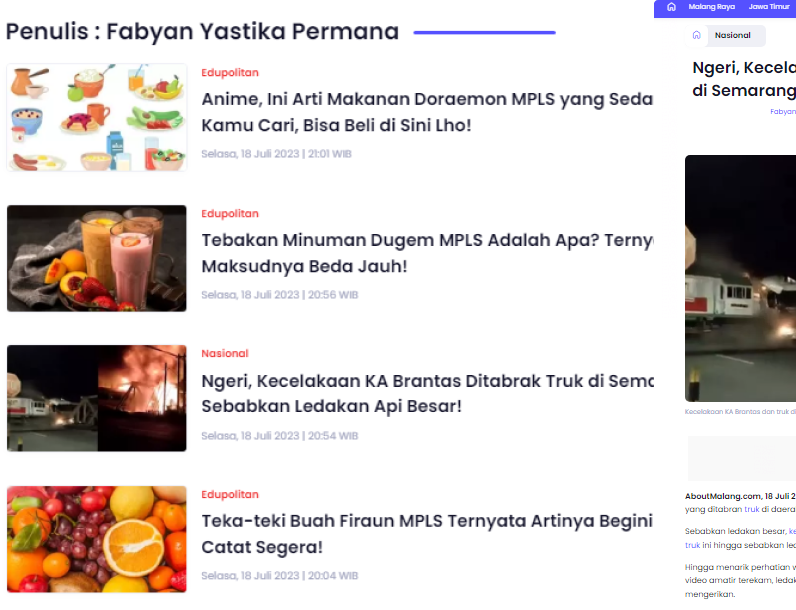 Penulis : Fabyan Yastika Permana
Edupolitan
Anime, Ini Arti Makanan Doraemon MPLS yang Seda
Kamu Cari, Bisa Beli di Sini Lho!
Selasa, 18 Juli 2023 | 21:01 WIB
Edupolitan
Tebakan Minuman Dugem MPLS Adalah Apa? Terny
Maksudnya Beda Jauh!
Selasa, 18 Juli 2023 | 20:56 WIB
Nasional
Ngeri, Kecelakaan KA Brantas Ditabrak Truk di Sema
Sebabkan Ledakan Api Besar!
Selasa, 18 Juli 2023 | 20:54 WIB
Edupolitan
Teka-teki Buah Firaun MPLS Ternyata Artinya Begini
Catat Segera!
Selasa, 18 Juli 2023 | 20:04 WIB
Malang Raya Jawa Timur
Nasional
Ngeri, Kecela
di Semarang
Fabyan
Kecelakaan KA Brantas dan truk di
AboutMalang.com, 18 Juli 2
yang ditabran truk di daera
Sebabkan ledakan besar, ke
truk ini hingga sebabkan led
Hingga menarik perhatian w
video amatir terekam, ledak
mengerikan.